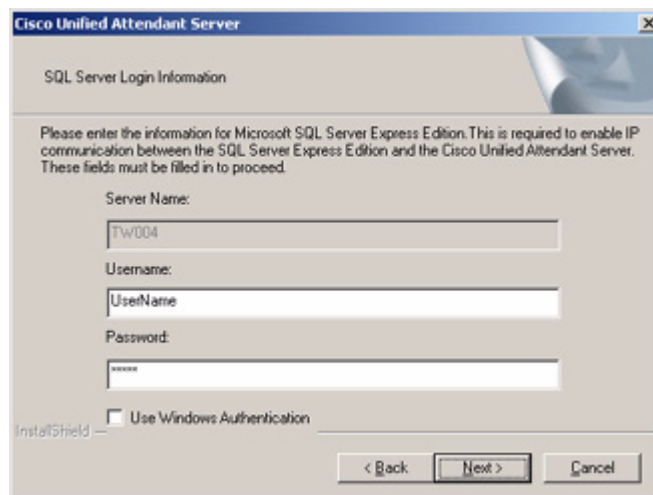 Cisco Unified Attendant Server
SQL Server Login Information
Please enter the information for Microsoft SQL Server Express Edition.This is required to enable IP
communication between the SQL Server Express Edition and the Cisco Unified Attendant Server.
These fields must be filled in to proceed.
Server Name:
TW004
Username:
UserName
Password:
*****
Use Windows Authentication
InstallShield
< Back
Next >
Cancel